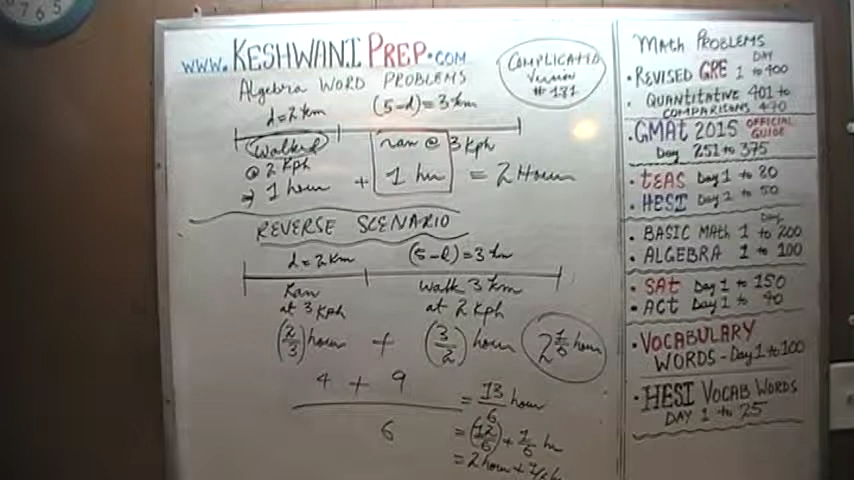 7 6 5
WWW.KESHWANI PREP.COM
COMPLICATED
Version
# 131
Algebra WORD PROBLEMS
d=2 km (5-d)=3 km
Walked ran @ 3 Kph
@ 2 Kph
→ 1 hour + 1 hr = 2 Hours
REVERSE SCENARIO
d=2 km (5-d)=3 km
Ran walk 3 km
at 3 Kph at 2 Kph
(2/3) hour + (3/2) hour 2 1/6 hour
4 + 9
6
= 13/6 hour
= (12/6) + 1/6 hr
= 2 hour + 1/6 hr
Math PROBLEMS
• REVISED GRE DAY 1 to 400
• QUANTITATIVE 401 to
COMPARISONS 470
• GMAt 2015 OFFICIAL GUIDE
Day 251 to 375
• tEAS Day 1 to 80
• HESI Day 1 to 50
Day
• BASIC MAth 1 to 200
• ALGEBRA 1 to 100
• SAt Day 1 to 150
• ACt Day 1 to 90
• VOCABULARY
WORDS - Day 1 to 100
• HESI VOCAB WORDS
DAY 1 to 25